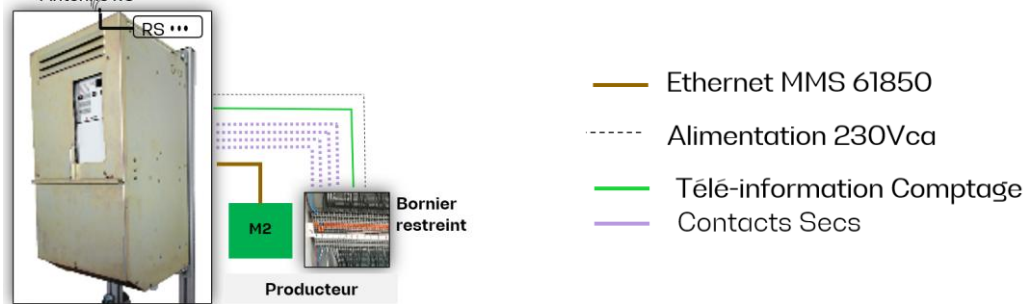 RS •••
M2
Bornier
restreint
Producteur
Ethernet MMS 61850
Alimentation 230Vca
Télé-information Comptage
Contacts Secs